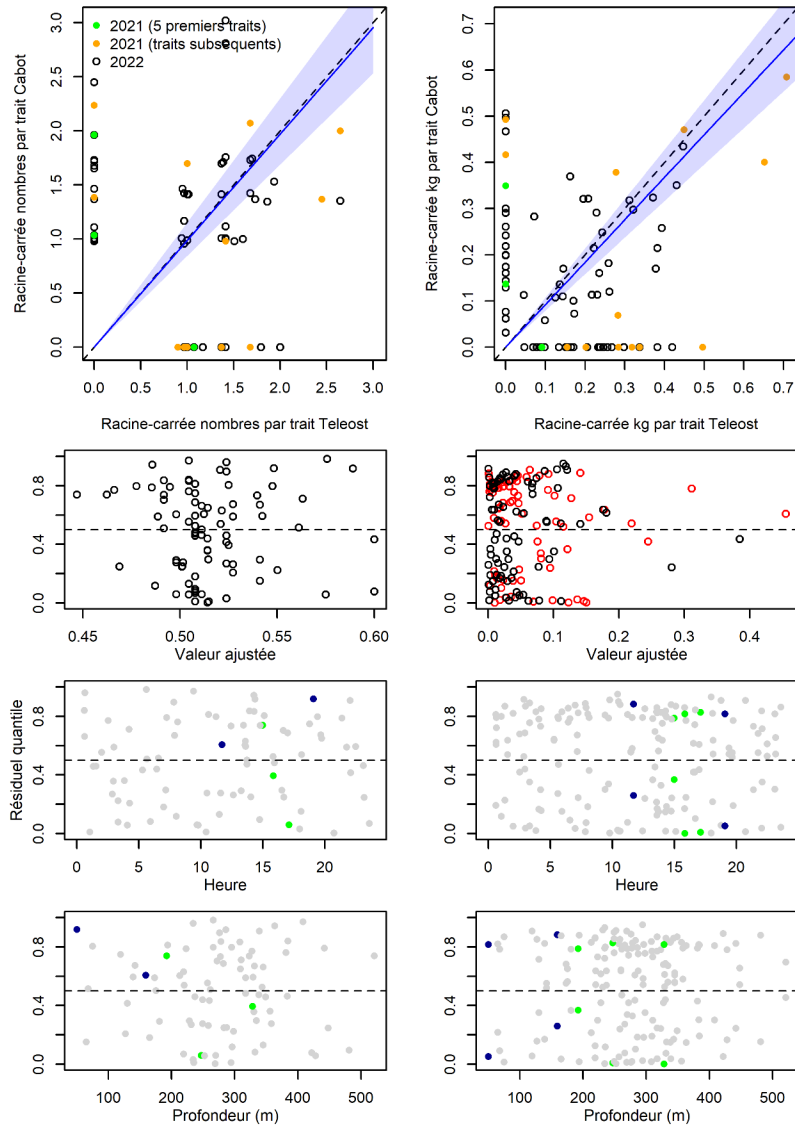 Racine-carrée nombres par trait Cabot
3.0
2.5
2.0
1.5
1.0
0.5
0.0
2021 (5 premiers traits)
2021 (traits subsequents)
2022
0.0 0.5 1.0 1.5 2.0 2.5 3.0
Racine-carrée nombres par trait Teleost
Racine-carrée kg par trait Cabot
0.7
0.6
0.5
0.4
0.3
0.2
0.1
0.0
0.0 0.1 0.2 0.3 0.4 0.5 0.6 0.7
Racine-carrée kg par trait Teleost
0.8
0.4
0.0
0.45 0.50 0.55 0.60
Valeur ajustée
0.8
0.4
0.0
0.0 0.1 0.2 0.3 0.4
Valeur ajustée
Résiduel quantile
0.8
0.4
0.0
0 5 10 15 20
Heure
0.8
0.4
0.0
0 5 10 15 20
Heure
0.8
0.4
0.0
100 200 300 400 500
Profondeur (m)
0.8
0.4
0.0
100 200 300 400 500
Profondeur (m)